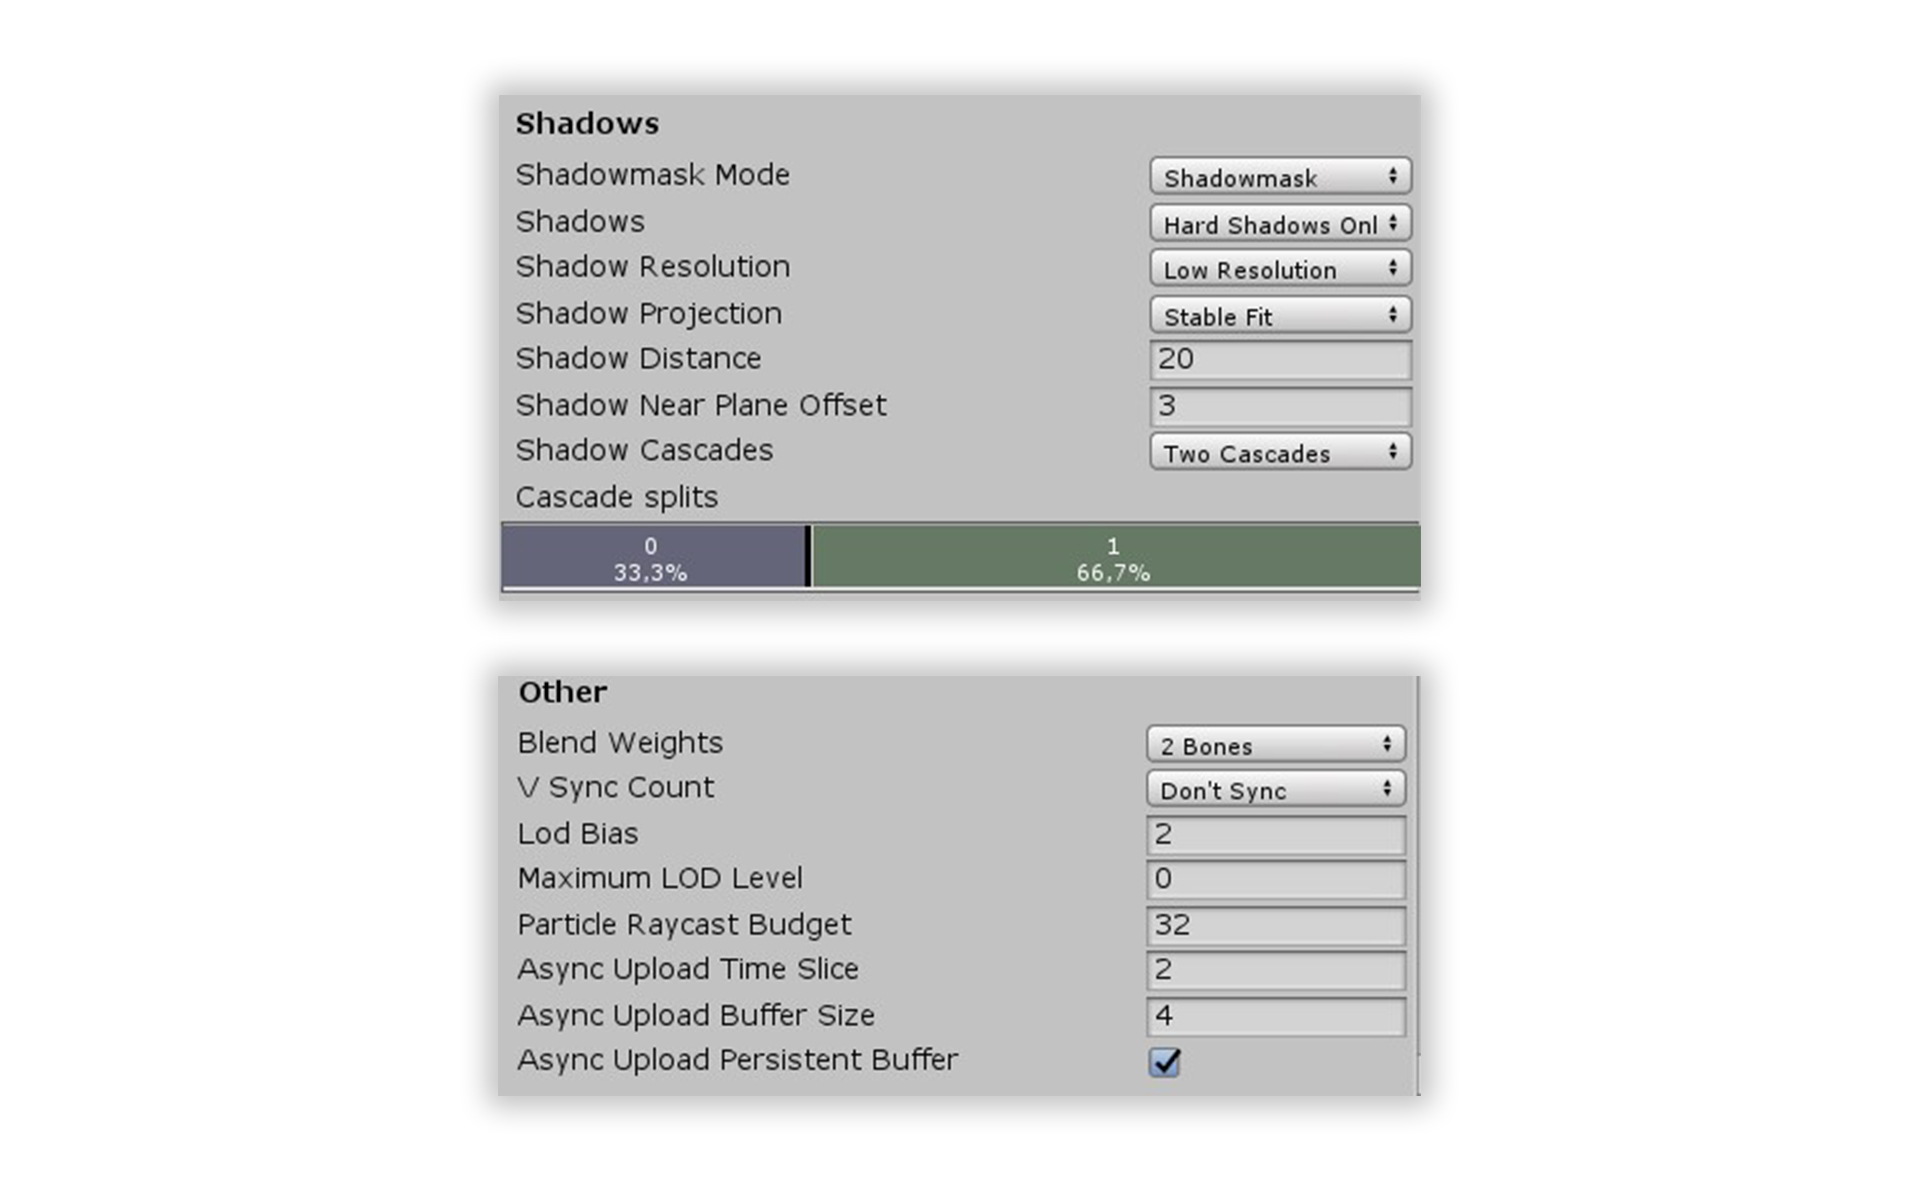 Shadows
Shadowmask Mode Shadowmask
Shadows Hard Shadows Onl
Shadow Resolution Low Resolution
Shadow Projection Stable Fit
Shadow Distance 20
Shadow Near Plane Offset 3
Shadow Cascades Two Cascades
Cascade splits
0 1
33,3% 66,7%
Other
Blend Weights 2 Bones
V Sync Count Don't Sync
Lod Bias 2
Maximum LOD Level 0
Particle Raycast Budget 32
Async Upload Time Slice 2
Async Upload Buffer Size 4
Async Upload Persistent Buffer